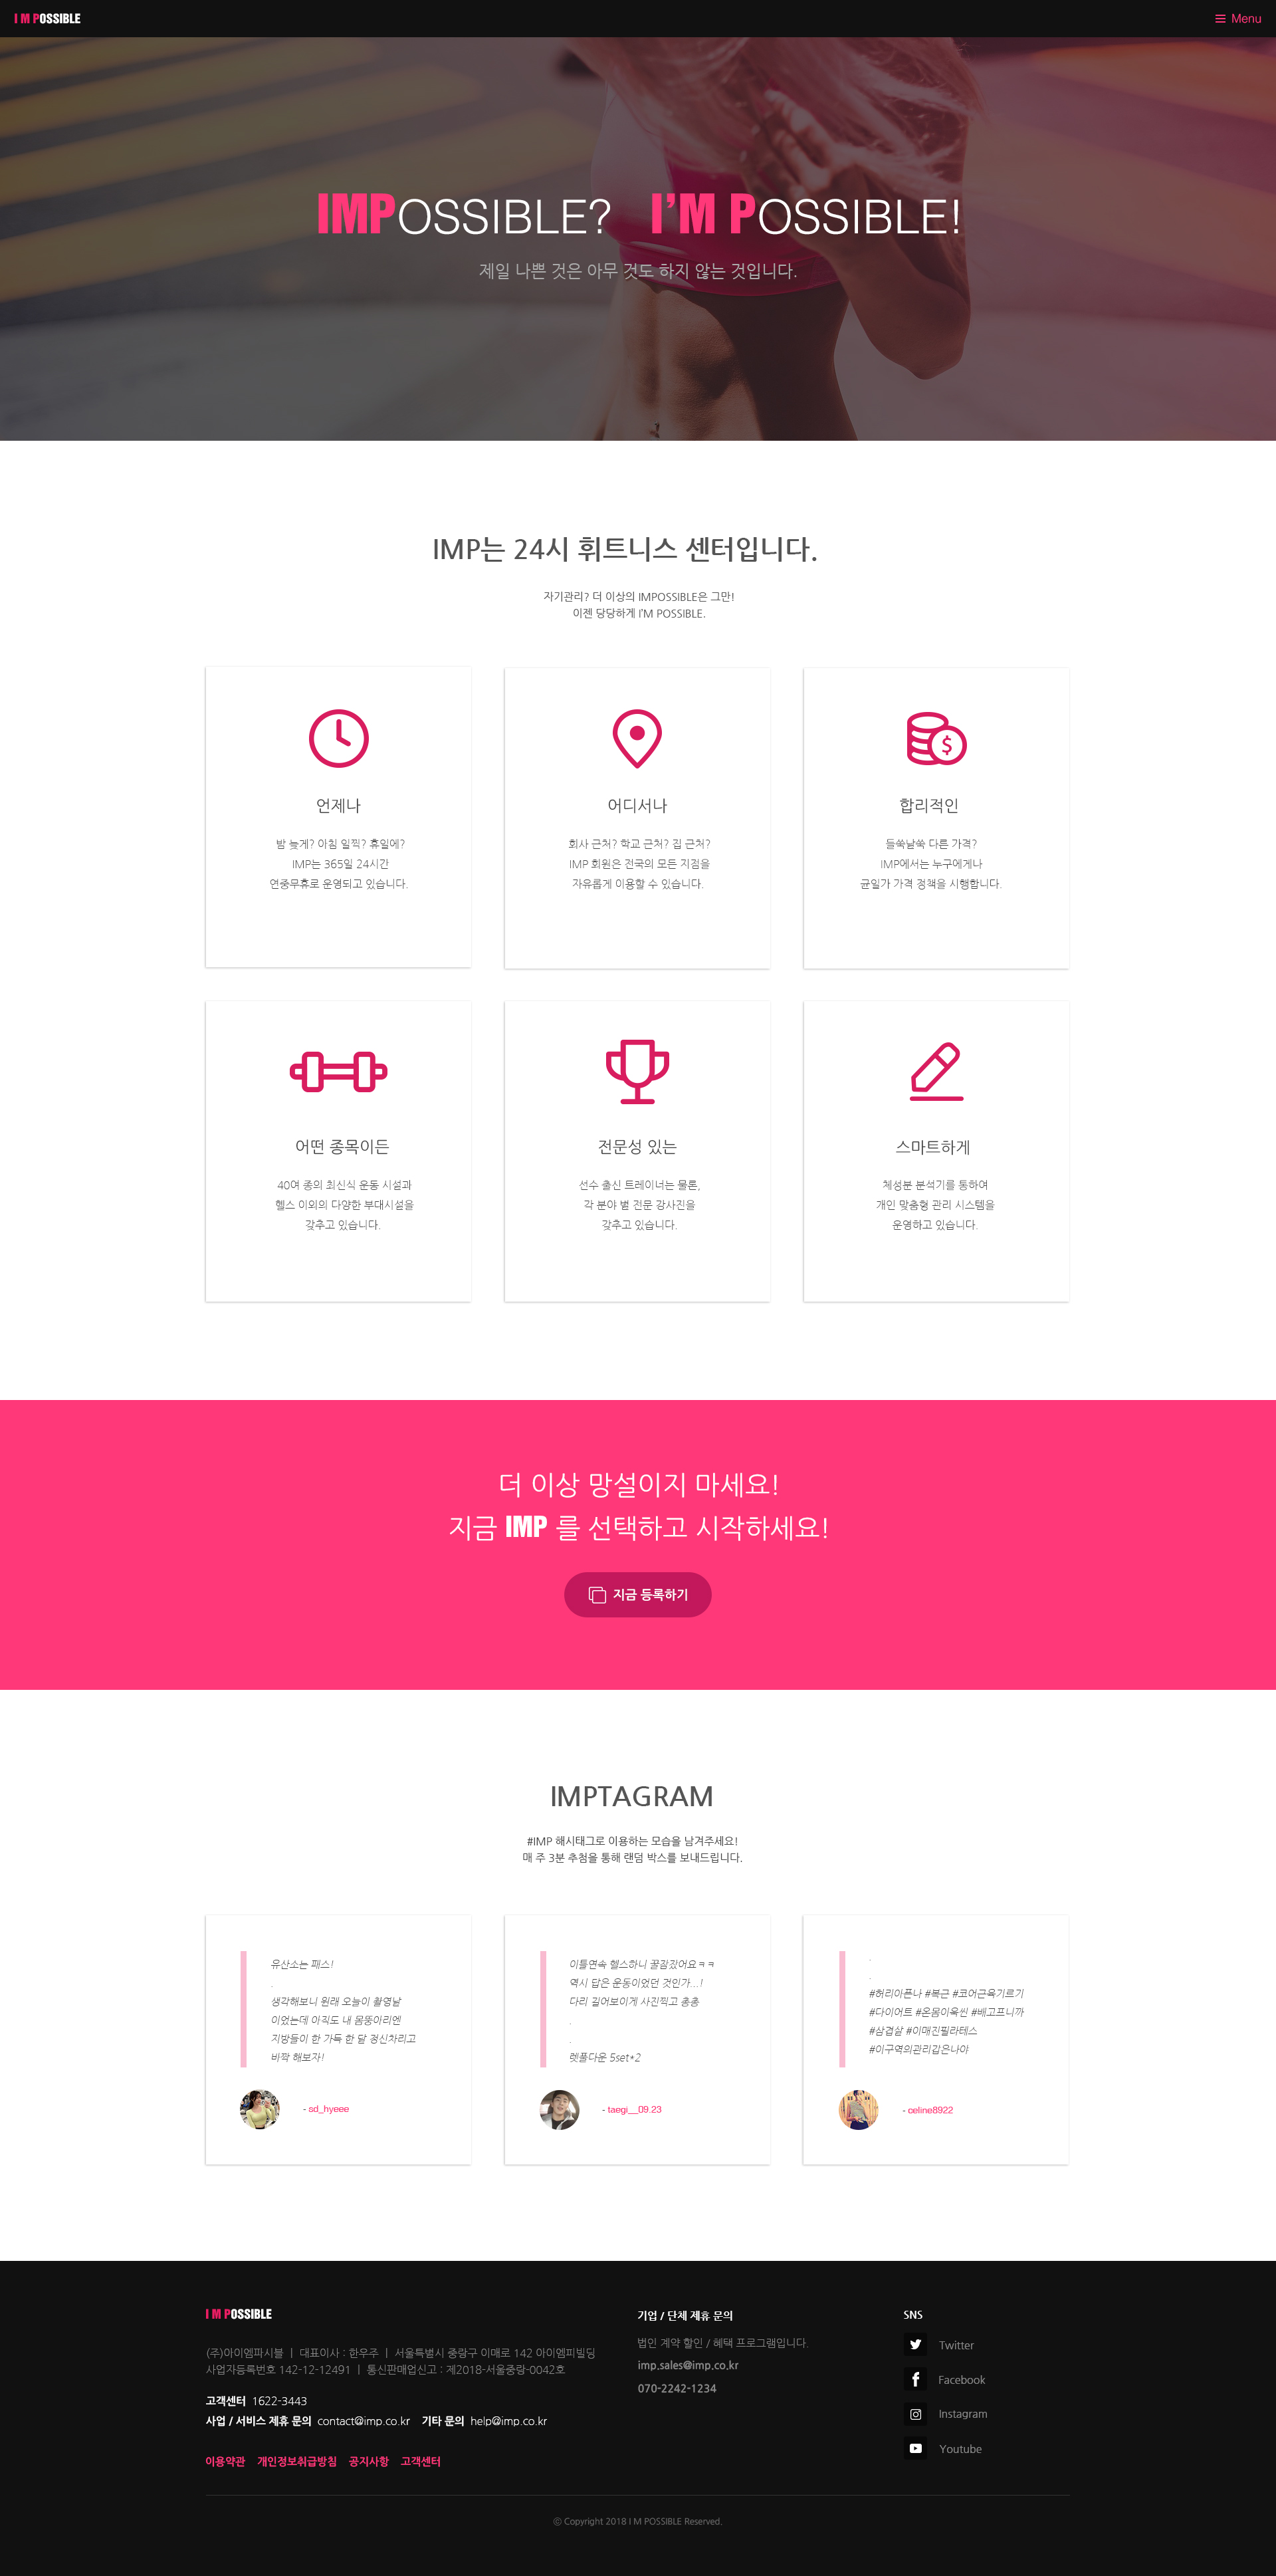 I M POSSIBLE
Menu
IMPOSSIBLE? I'M POSSIBLE!
제일 나쁜 것은 아무 것도 하지 않는 것입니다.
IMP는 24시 휘트니스 센터입니다.
자기관리? 더 이상의 IMPOSSIBLE은 그만!
이젠 당당하게 I'M POSSIBLE.
언제나
밤 늦게? 아침 일찍? 휴일에?
IMP는 365일 24시간
연중무휴로 운영되고 있습니다.
어디서나
회사 근처? 학교 근처? 집 근처?
IMP 회원은 전국의 모든 지점을
자유롭게 이용할 수 있습니다.
합리적인
들쑥날쑥 다른 가격?
IMP에서는 누구에게나
균일가 가격 정책을 시행합니다.
어떤 종목이든
40여 종의 최신식 운동 시설과
헬스 이외의 다양한 부대시설을
갖추고 있습니다.
전문성 있는
선수 출신 트레이너는 물론,
각 분야 별 전문 강사진을
갖추고 있습니다.
스마트하게
체성분 분석기를 통하여
개인 맞춤형 관리 시스템을
운영하고 있습니다.
더 이상 망설이지 마세요!
지금 IMP 를 선택하고 시작하세요!
지금 등록하기
IMPTAGRAM
#IMP 해시태그로 이용하는 모습을 남겨주세요!
매 주 3분 추첨을 통해 랜덤 박스를 보내드립니다.
유산소는 패스!
.
생각해보니 원래 오늘이 촬영날
이었는데 아직도 내 몸뚱아리엔
지방들이 한 가득 한 달 정신차리고
바짝 해보자!
- sd_hyeee
이틀연속 헬스하니 꿀잠잤어요ㅋㅋ
역시 답은 운동이었던 것인가...!
다리 길어보이게 사진찍고 총총
.
.
렛풀다운 5set*2
- taegi__09.23
.
.
#허리아픈나 #복근 #코어근육기르기
#다이어트 #온몸이욱씬 #배고프니까
#삼겹살 #이매진필라테스
#이구역의관리갑은나야
- celine8922
I M POSSIBLE
(주)아이엠파시블 ㅣ 대표이사 : 한우주 ㅣ 서울특별시 중랑구 이매로 142 아이엠피빌딩
사업자등록번호 142-12-12491 ㅣ 통신판매업신고 : 제2018-서울중랑-0042호
고객센터 1622-3443
사업 / 서비스 제휴 문의 contact@imp.co.kr 기타 문의 help@imp.co.kr
이용약관 개인정보취급방침 공지사항 고객센터
기업 / 단체 제휴 문의
법인 계약 할인 / 혜택 프로그램입니다.
imp.sales@imp.co.kr
070-2242-1234
SNS
Twitter
Facebook
Instagram
Youtube
ⓒ Copyright 2018 I M POSSIBLE Reserved.